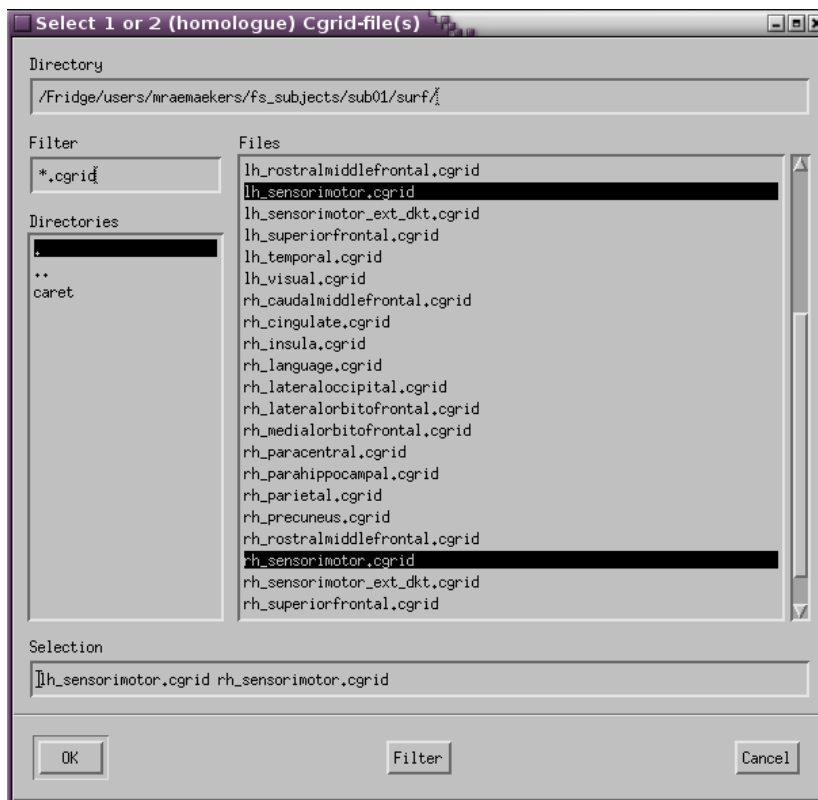 Select 1 or 2 (homologue) Cgrid-file(s)
Directory
/Fridge/users/mraemaekers/fs_subjects/sub01/surf/
Filter
*.cgrid
Directories
.
..
caret
Files
lh_rostralmiddlefrontal.cgrid
lh_sensorimotor.cgrid
lh_sensorimotor_ext_dkt.cgrid
lh_superiorfrontal.cgrid
lh_temporal.cgrid
lh_visual.cgrid
rh_caudalmiddlefrontal.cgrid
rh_cingulate.cgrid
rh_insula.cgrid
rh_language.cgrid
rh_lateraloccipital.cgrid
rh_lateralorbitofrontal.cgrid
rh_medialorbitofrontal.cgrid
rh_paracentral.cgrid
rh_parahippocampal.cgrid
rh_parietal.cgrid
rh_precuneus.cgrid
rh_rostralmiddlefrontal.cgrid
rh_sensorimotor.cgrid
rh_sensorimotor_ext_dkt.cgrid
rh_superiorfrontal.cgrid
Selection
lh_sensorimotor.cgrid rh_sensorimotor.cgrid
OK
Filter
Cancel